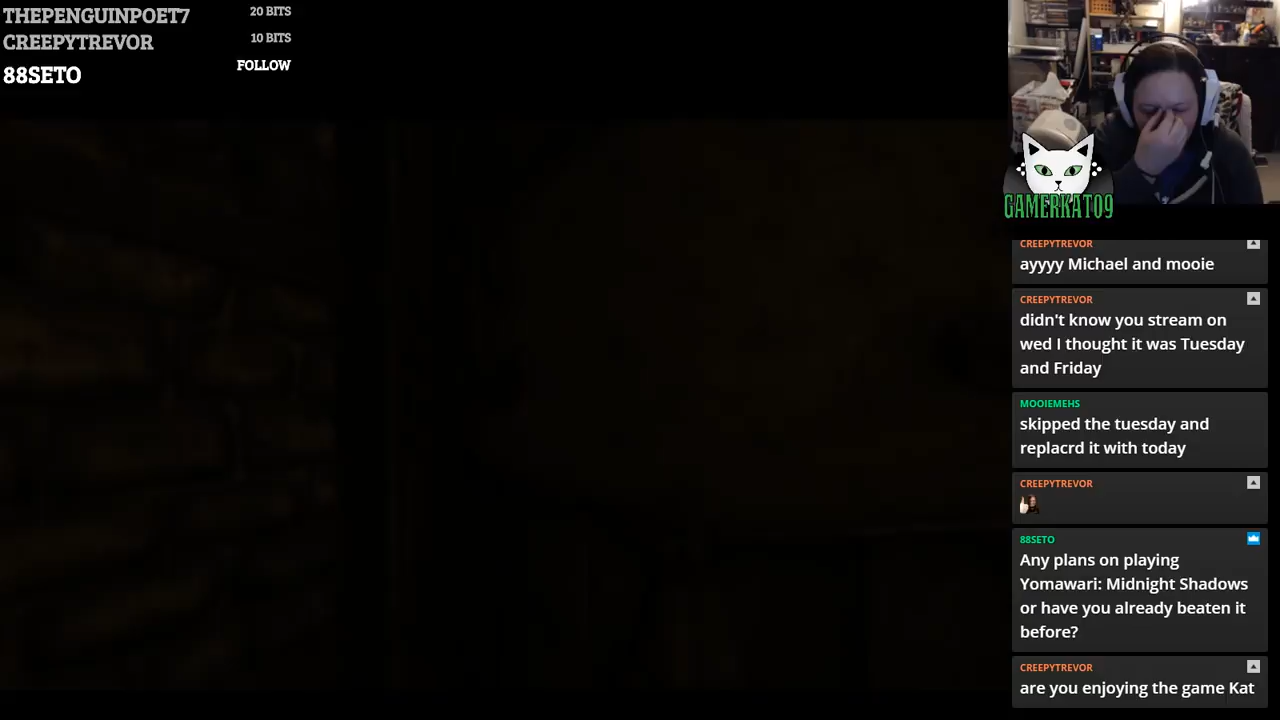 THEPENGUINPOET7 20 BITS
CREEPYTREVOR 10 BITS
88SETO FOLLOW
GAMERKAT09
CREEPYTREVOR
ayyyy Michael and mooie
CREEPYTREVOR
didn't know you stream on
wed I thought it was Tuesday
and Friday
MOOIEMEHS
skipped the tuesday and
replacrd it with today
CREEPYTREVOR
88SETO
Any plans on playing
Yomawari: Midnight Shadows
or have you already beaten it
before?
CREEPYTREVOR
are you enjoying the game Kat